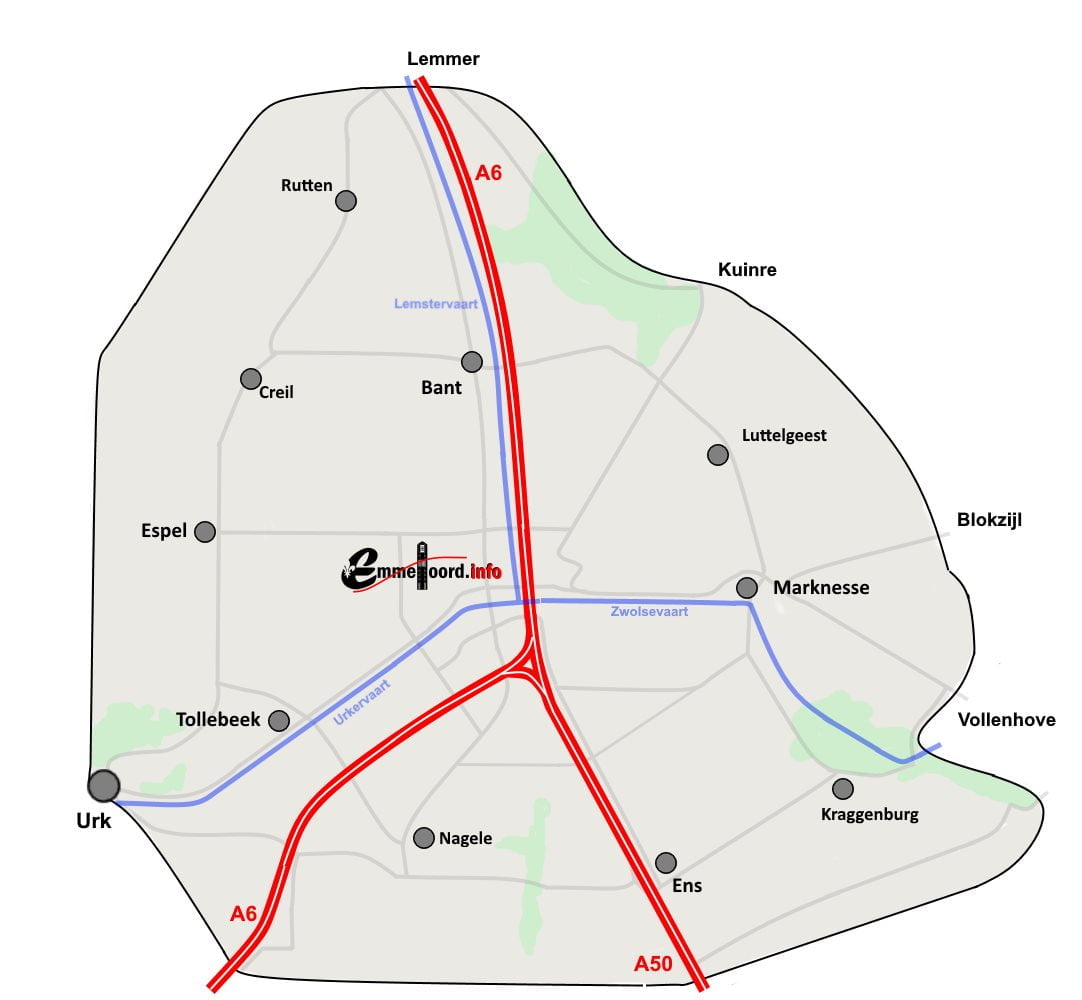 Lemmer
A6
Rutten
Kuinre
Lemstervaart
Creil
Bant
Luttelgeest
Blokzijl
Espel
Emmeloord.info
Marknesse
Zwolsevaart
Urkervaart
Tollebeek
Vollenhove
Urk
Kraggenburg
Nagele
Ens
A6
A50